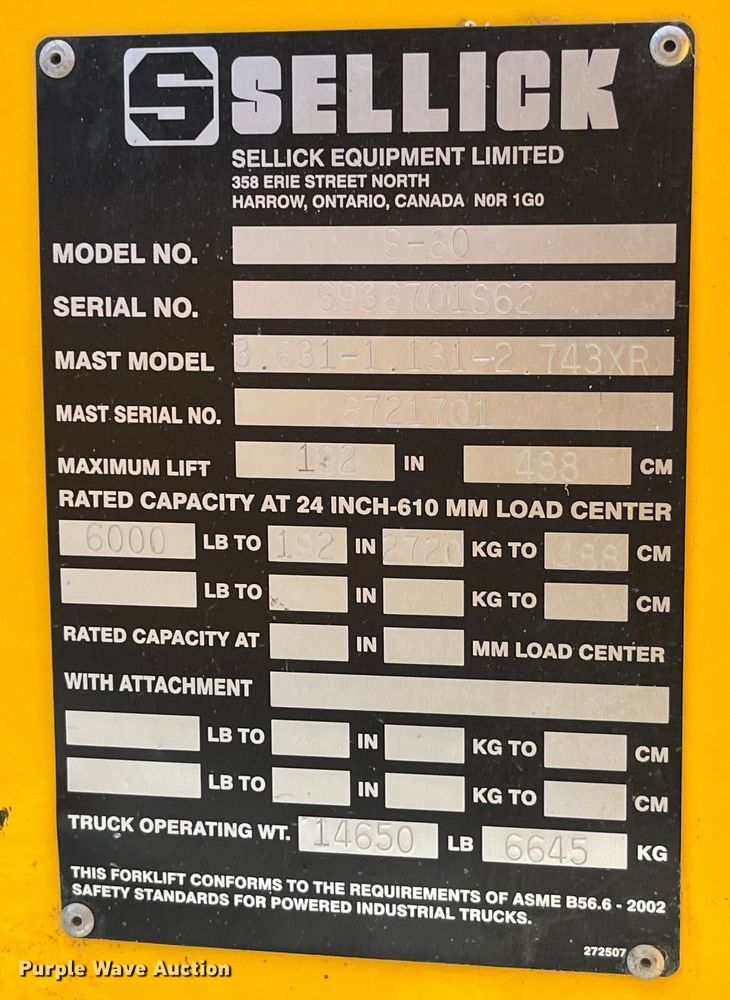 S SELLICK
SELLICK EQUIPMENT LIMITED
358 ERIE STREET NORTH
HARROW, ONTARIO, CANADA N0R 1G0
MODEL NO. S-60
SERIAL NO. 6936701S62
MAST MODEL 3.631-1.131-2.743XR
MAST SERIAL NO. 6721701
MAXIMUM LIFT 192 IN 488 CM
RATED CAPACITY AT 24 INCH-610 MM LOAD CENTER
6000 LB TO 192 IN 2720 KG TO 488 CM
LB TO IN KG TO CM
RATED CAPACITY AT IN MM LOAD CENTER
WITH ATTACHMENT
LB TO IN KG TO CM
LB TO IN KG TO CM
TRUCK OPERATING WT. 14650 LB 6645 KG
THIS FORKLIFT CONFORMS TO THE REQUIREMENTS OF ASME B56.6 - 2002
SAFETY STANDARDS FOR POWERED INDUSTRIAL TRUCKS.
272507
Purple Wave Auction